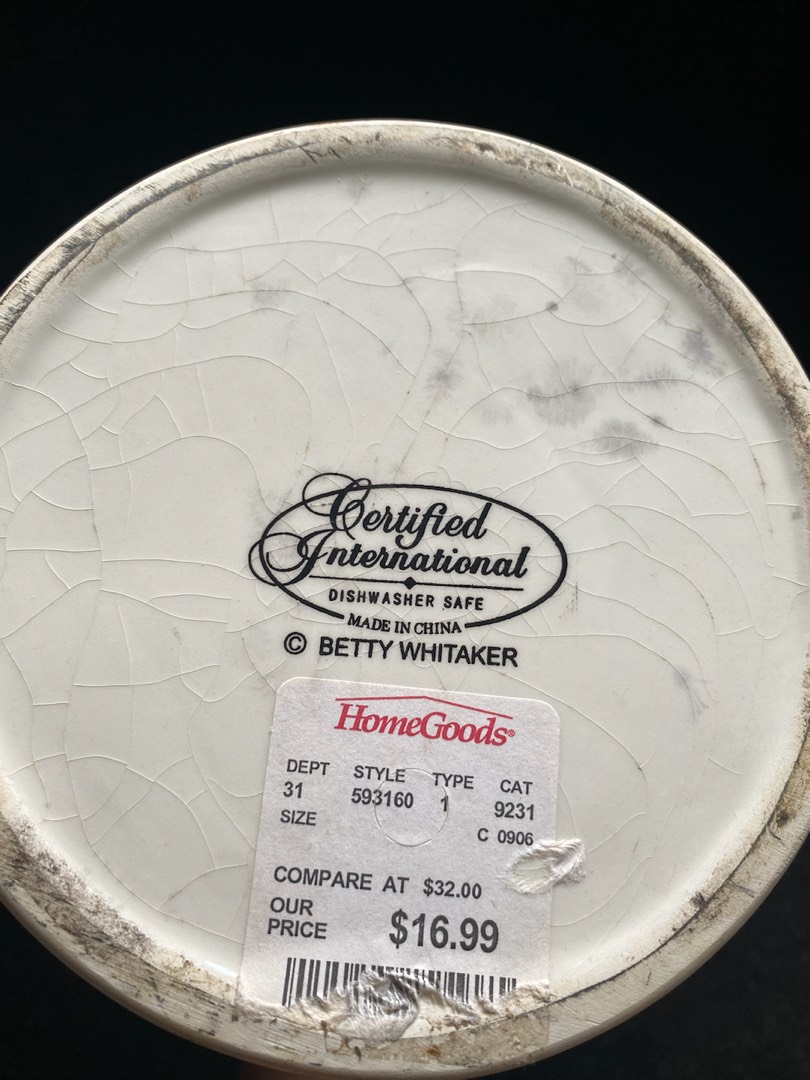 Certified
International
DISHWASHER SAFE
MADE IN CHINA
© BETTY WHITAKER
HomeGoods®
DEPT STYLE TYPE CAT
31 593160 1 9231
SIZE
C 0906
COMPARE AT $32.00
OUR
PRICE $16.99